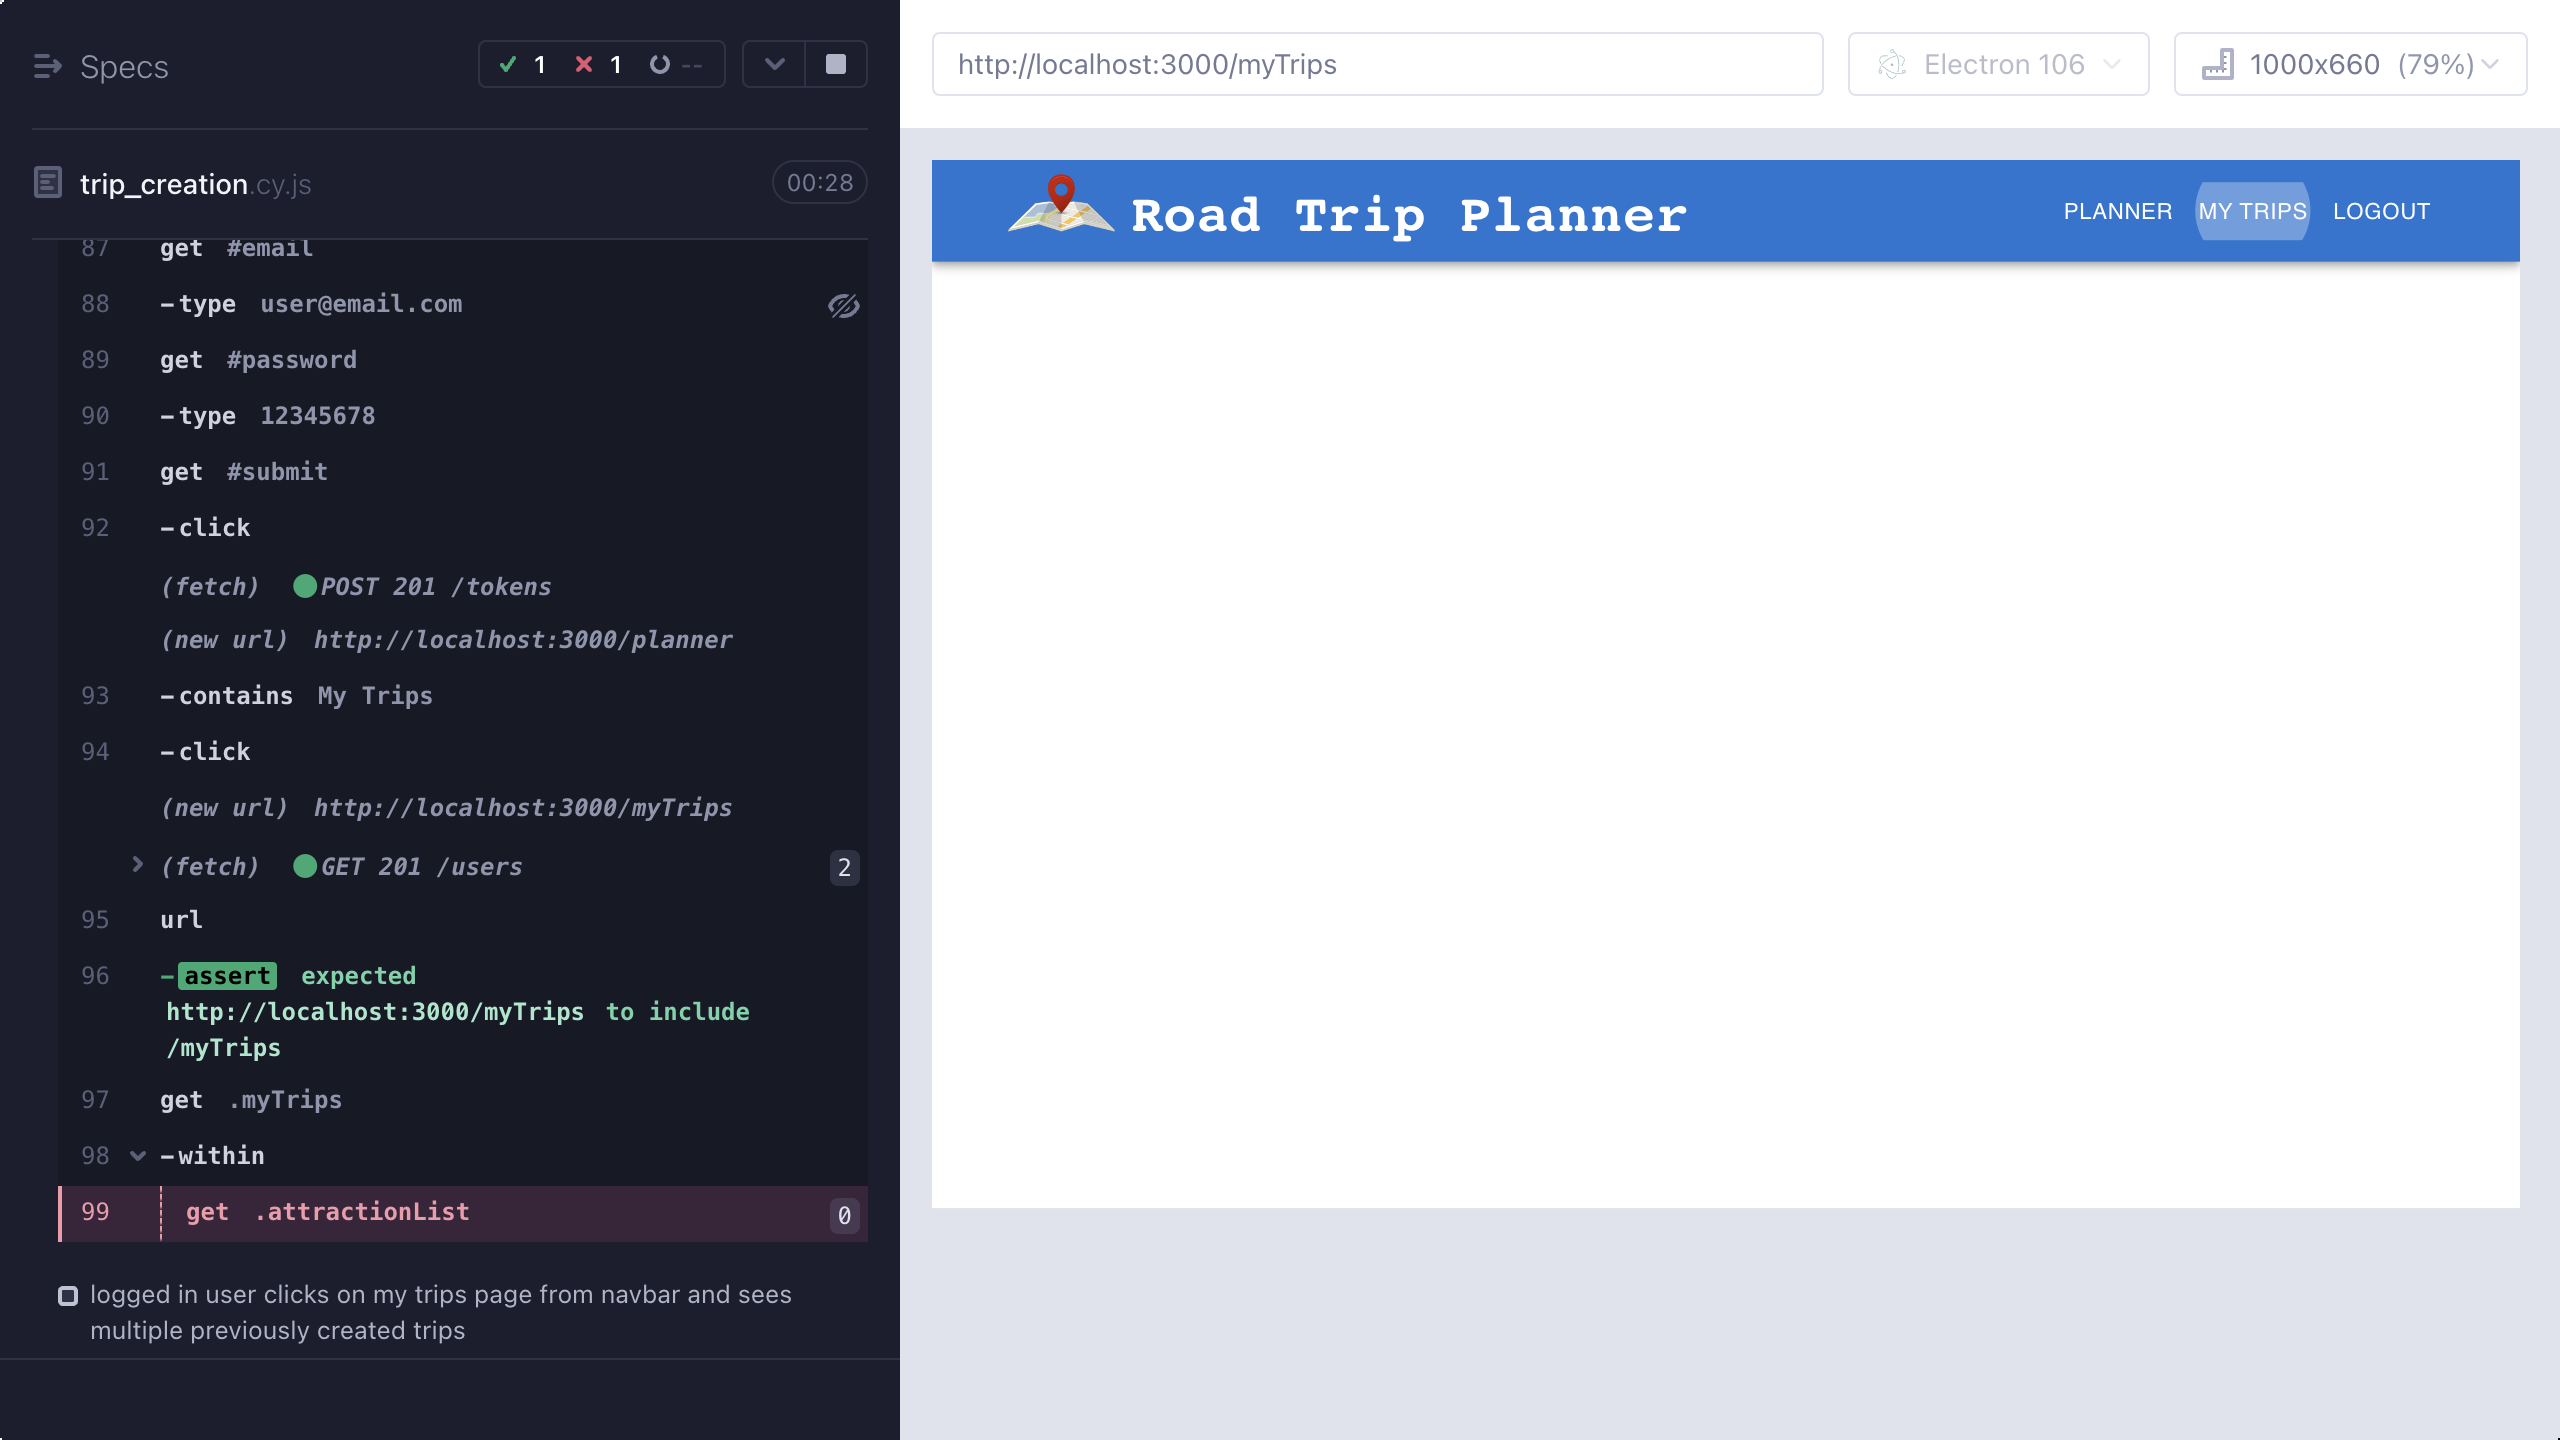 Specs
1 1 --
trip_creation.cy.js 00:28
87 get #email
88 -type user@email.com
89 get #password
90 -type 12345678
91 get #submit
92 -click
(fetch) POST 201 /tokens
(new url) http://localhost:3000/planner
93 -contains My Trips
94 -click
(new url) http://localhost:3000/myTrips
(fetch) GET 201 /users 2
95 url
96 -assert expected
http://localhost:3000/myTrips to include
/myTrips
97 get .myTrips
98 -within
99 get .attractionList 0
logged in user clicks on my trips page from navbar and sees
multiple previously created trips
http://localhost:3000/myTrips
Electron 106
1000x660 (79%)
Road Trip Planner
PLANNER MY TRIPS LOGOUT